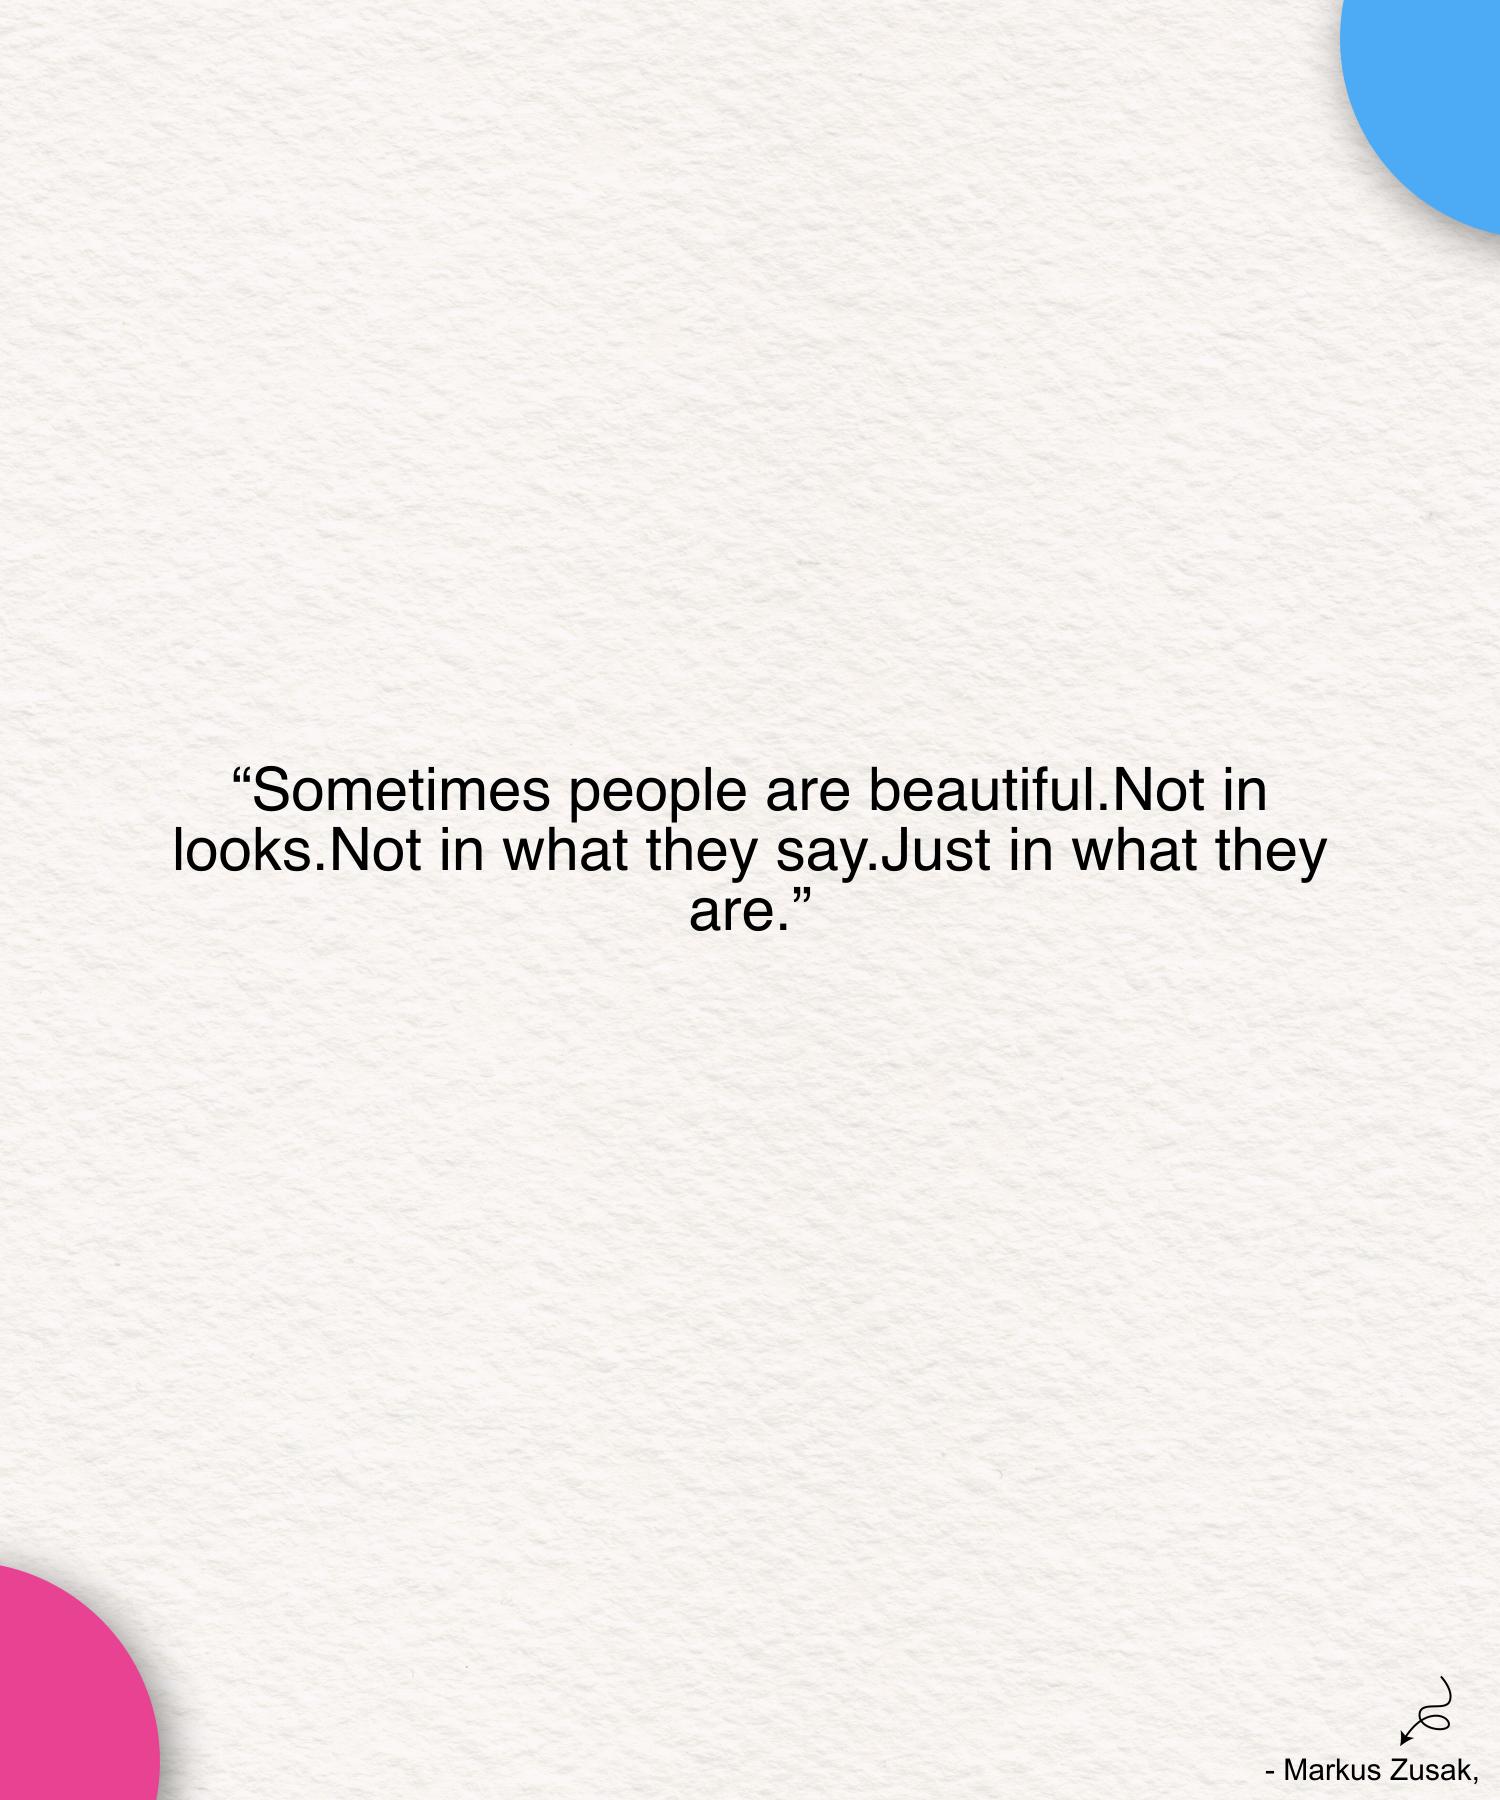 “Sometimes people are beautiful.Not in
looks.Not in what they say.Just in what they
are.”
- Markus Zusak,